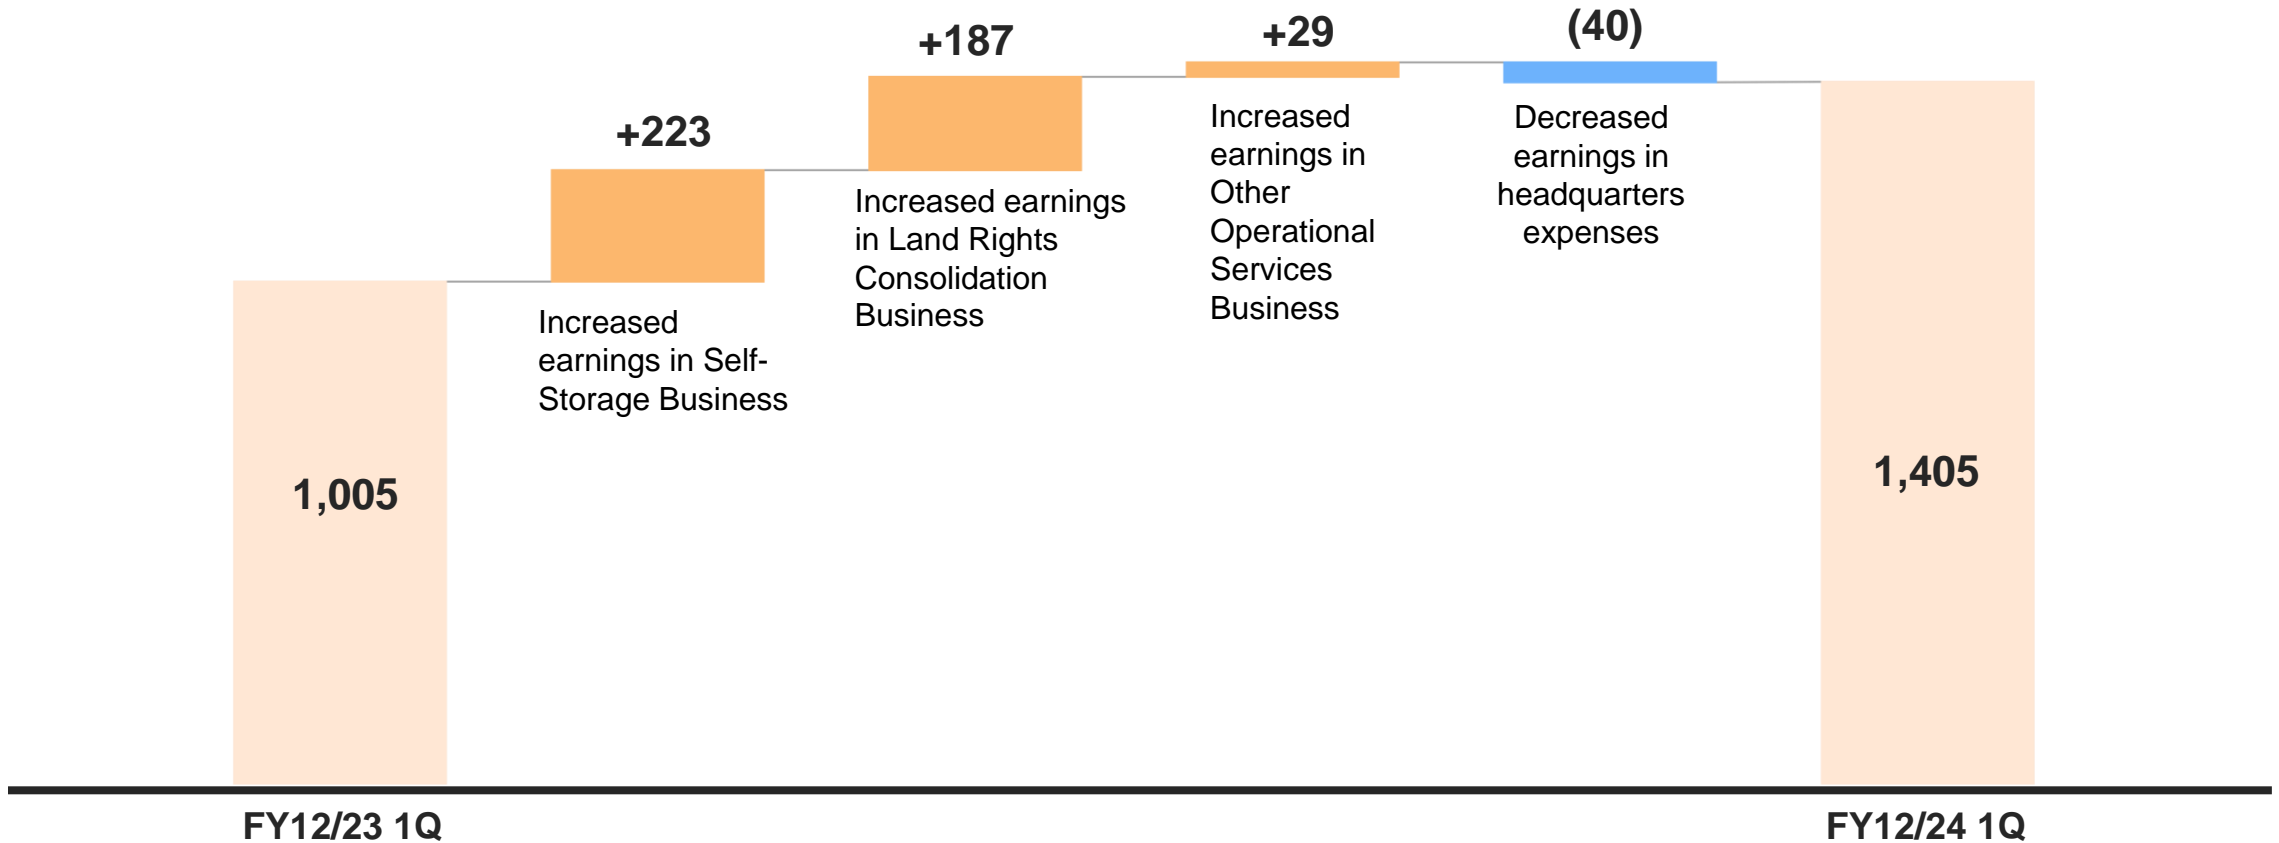 +223
+187
+29
(40)
Increased
earnings in Self-
Storage Business
Increased earnings
in Land Rights
Consolidation
Business
Increased
earnings in
Other
Operational
Services
Business
Decreased
earnings in
headquarters
expenses
1,005
1,405
FY12/23 1Q
FY12/24 1Q